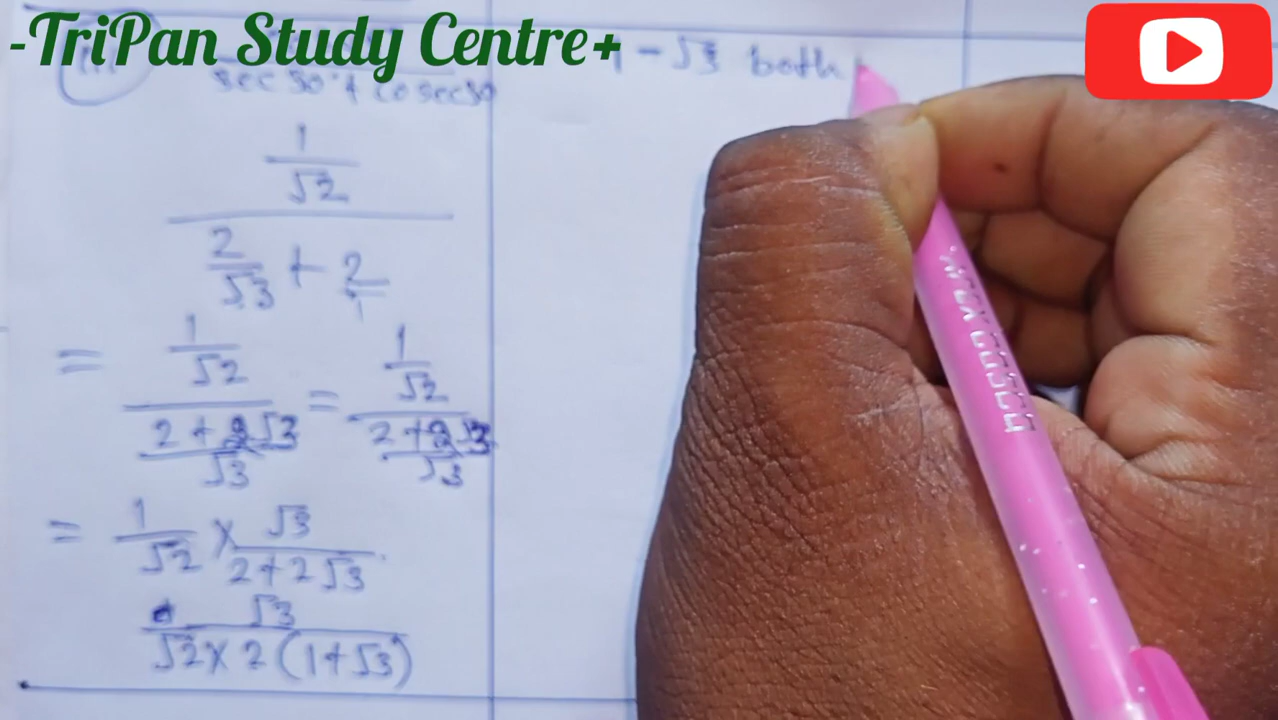 -TriPan Study Centre+
sec 30° + cosec 30
1
√2
2/√3 + 2/1
= 1/√2 / (2+2√3)/√3 = 1/√2 / (2+2√3)/√3
= 1/√2 × √3/(2+2√3)
√3
√2 × 2 (1+√3)
- √3 both
APEX COSCO